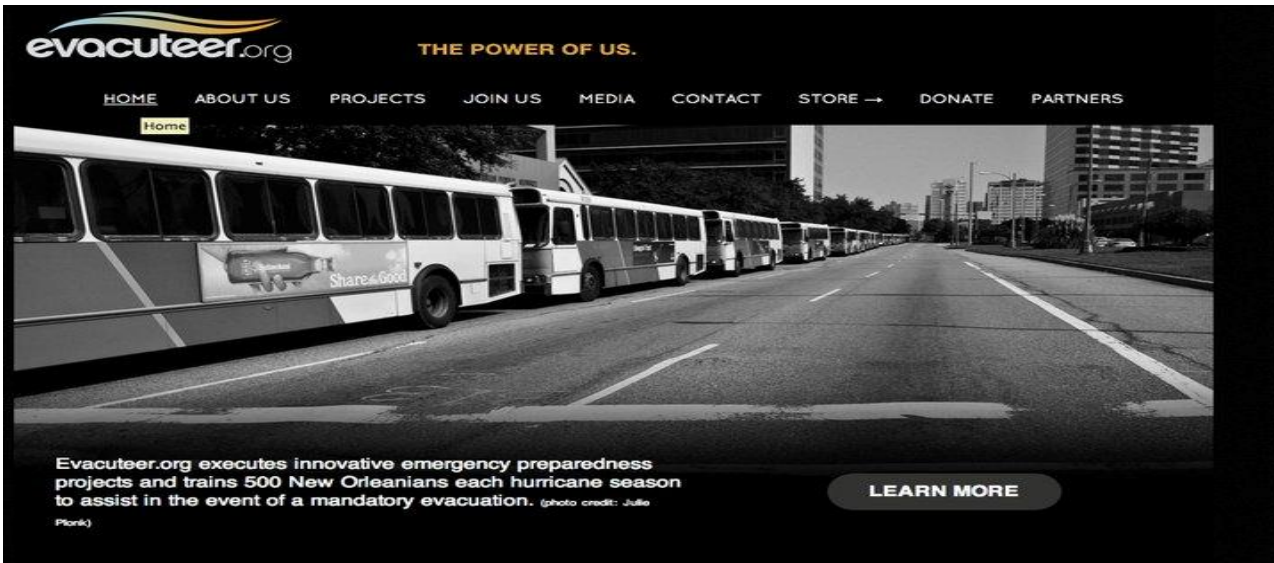 evacuteer.org
THE POWER OF US.
HOME ABOUT US PROJECTS JOIN US MEDIA CONTACT STORE → DONATE PARTNERS
Home
Share the Good
Evacuteer.org executes innovative emergency preparedness
projects and trains 500 New Orleanians each hurricane season
to assist in the event of a mandatory evacuation. (photo credit: Julie
Plonk)
LEARN MORE